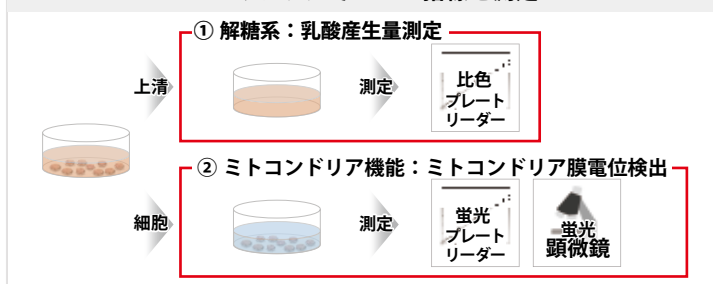 ① 解糖系：乳酸産生量測定
上清
測定
比色
プレート
リーダー
② ミトコンドリア機能：ミトコンドリア膜電位検出
細胞
測定
蛍光
プレート
リーダー
蛍光
顕微鏡